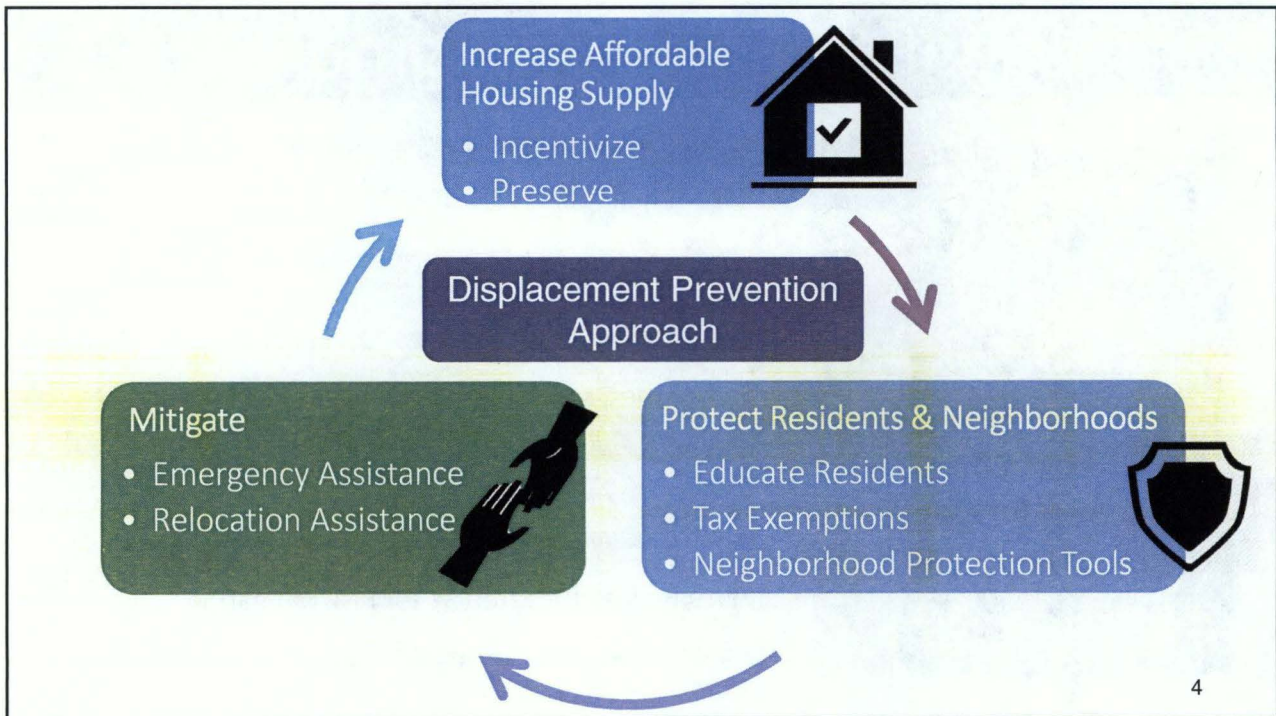 Increase Affordable
Housing Supply
• Incentivize
• Preserve
Displacement Prevention
Approach
Mitigate
• Emergency Assistance
• Relocation Assistance
Protect Residents & Neighborhoods
• Educate Residents
• Tax Exemptions
• Neighborhood Protection Tools
4